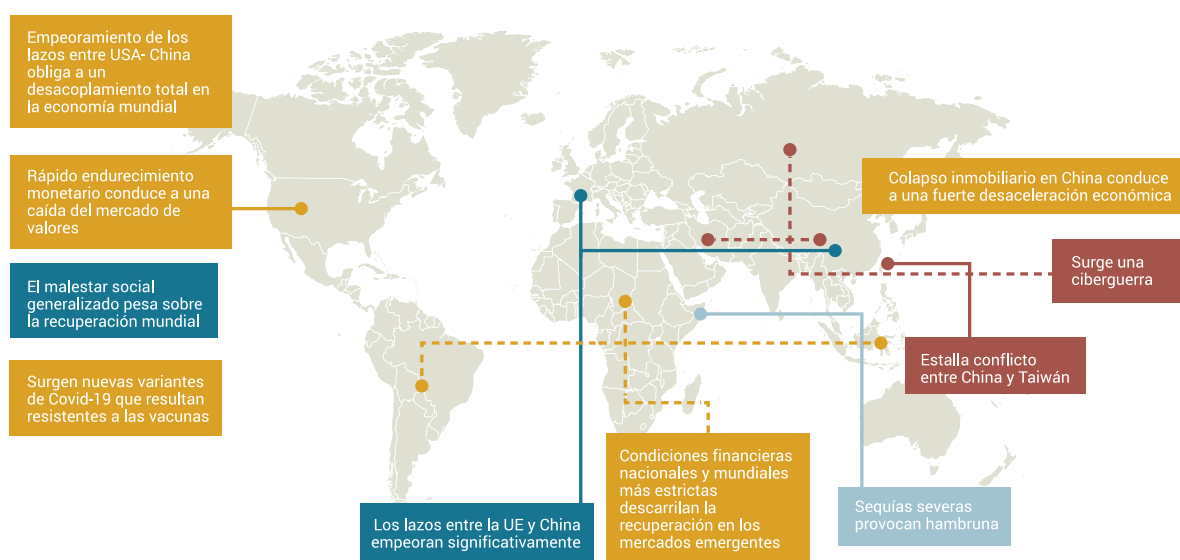 Empeoramiento de los
lazos entre USA- China
obliga a un
desacoplamiento total en
la economía mundial
Rápido endurecimiento
monetario conduce a una
caída del mercado de
valores
El malestar social
generalizado pesa sobre
la recuperación mundial
Surgen nuevas variantes
de Covid-19 que resultan
resistentes a las vacunas
Colapso inmobiliario en China conduce
a una fuerte desaceleración económica
Surge una
ciberguerra
Estalla conflicto
entre China y Taiwán
Los lazos entre la UE y China
empeoran significativamente
Condiciones financieras
nacionales y mundiales
más estrictas
descarrilan la
recuperación en los
mercados emergentes
Sequías severas
provocan hambruna